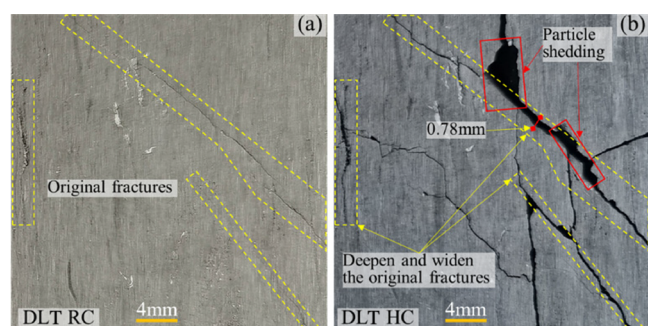 (a)
Original fractures
DLT RC
4mm
(b)
Particle
shedding
0.78mm
Deepen and widen
the original fractures
DLT HC
4mm